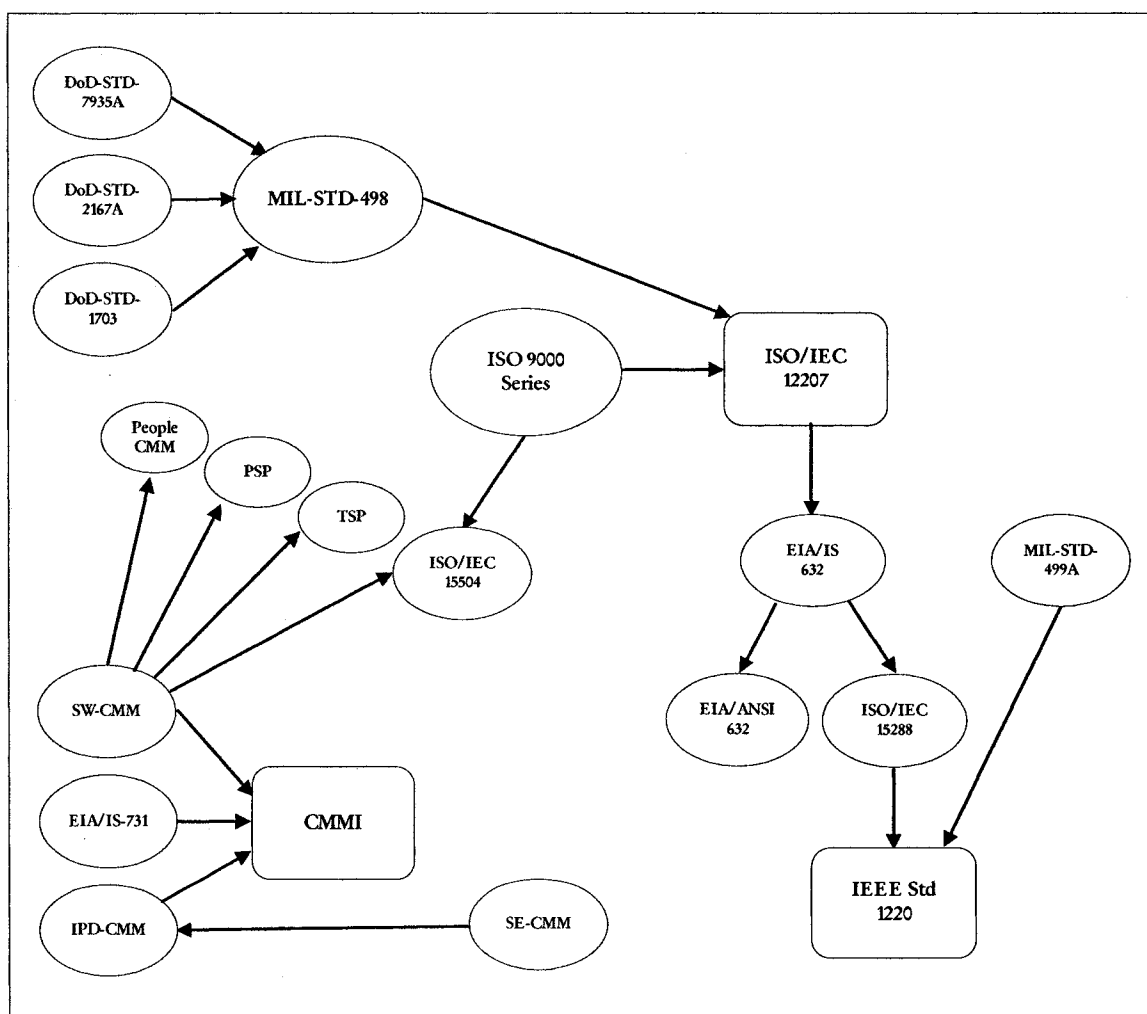 DoD-STD-
7935A
DoD-STD-
2167A
MIL-STD-498
DoD-STD-
1703
ISO 9000
Series
ISO/IEC
12207
People
CMM
PSP
TSP
ISO/IEC
15504
EIA/IS
632
MIL-STD-
499A
SW-CMM
EIA/ANSI
632
ISO/IEC
15288
EIA/IS-731
CMMI
IEEE Std
1220
IPD-CMM
SE-CMM